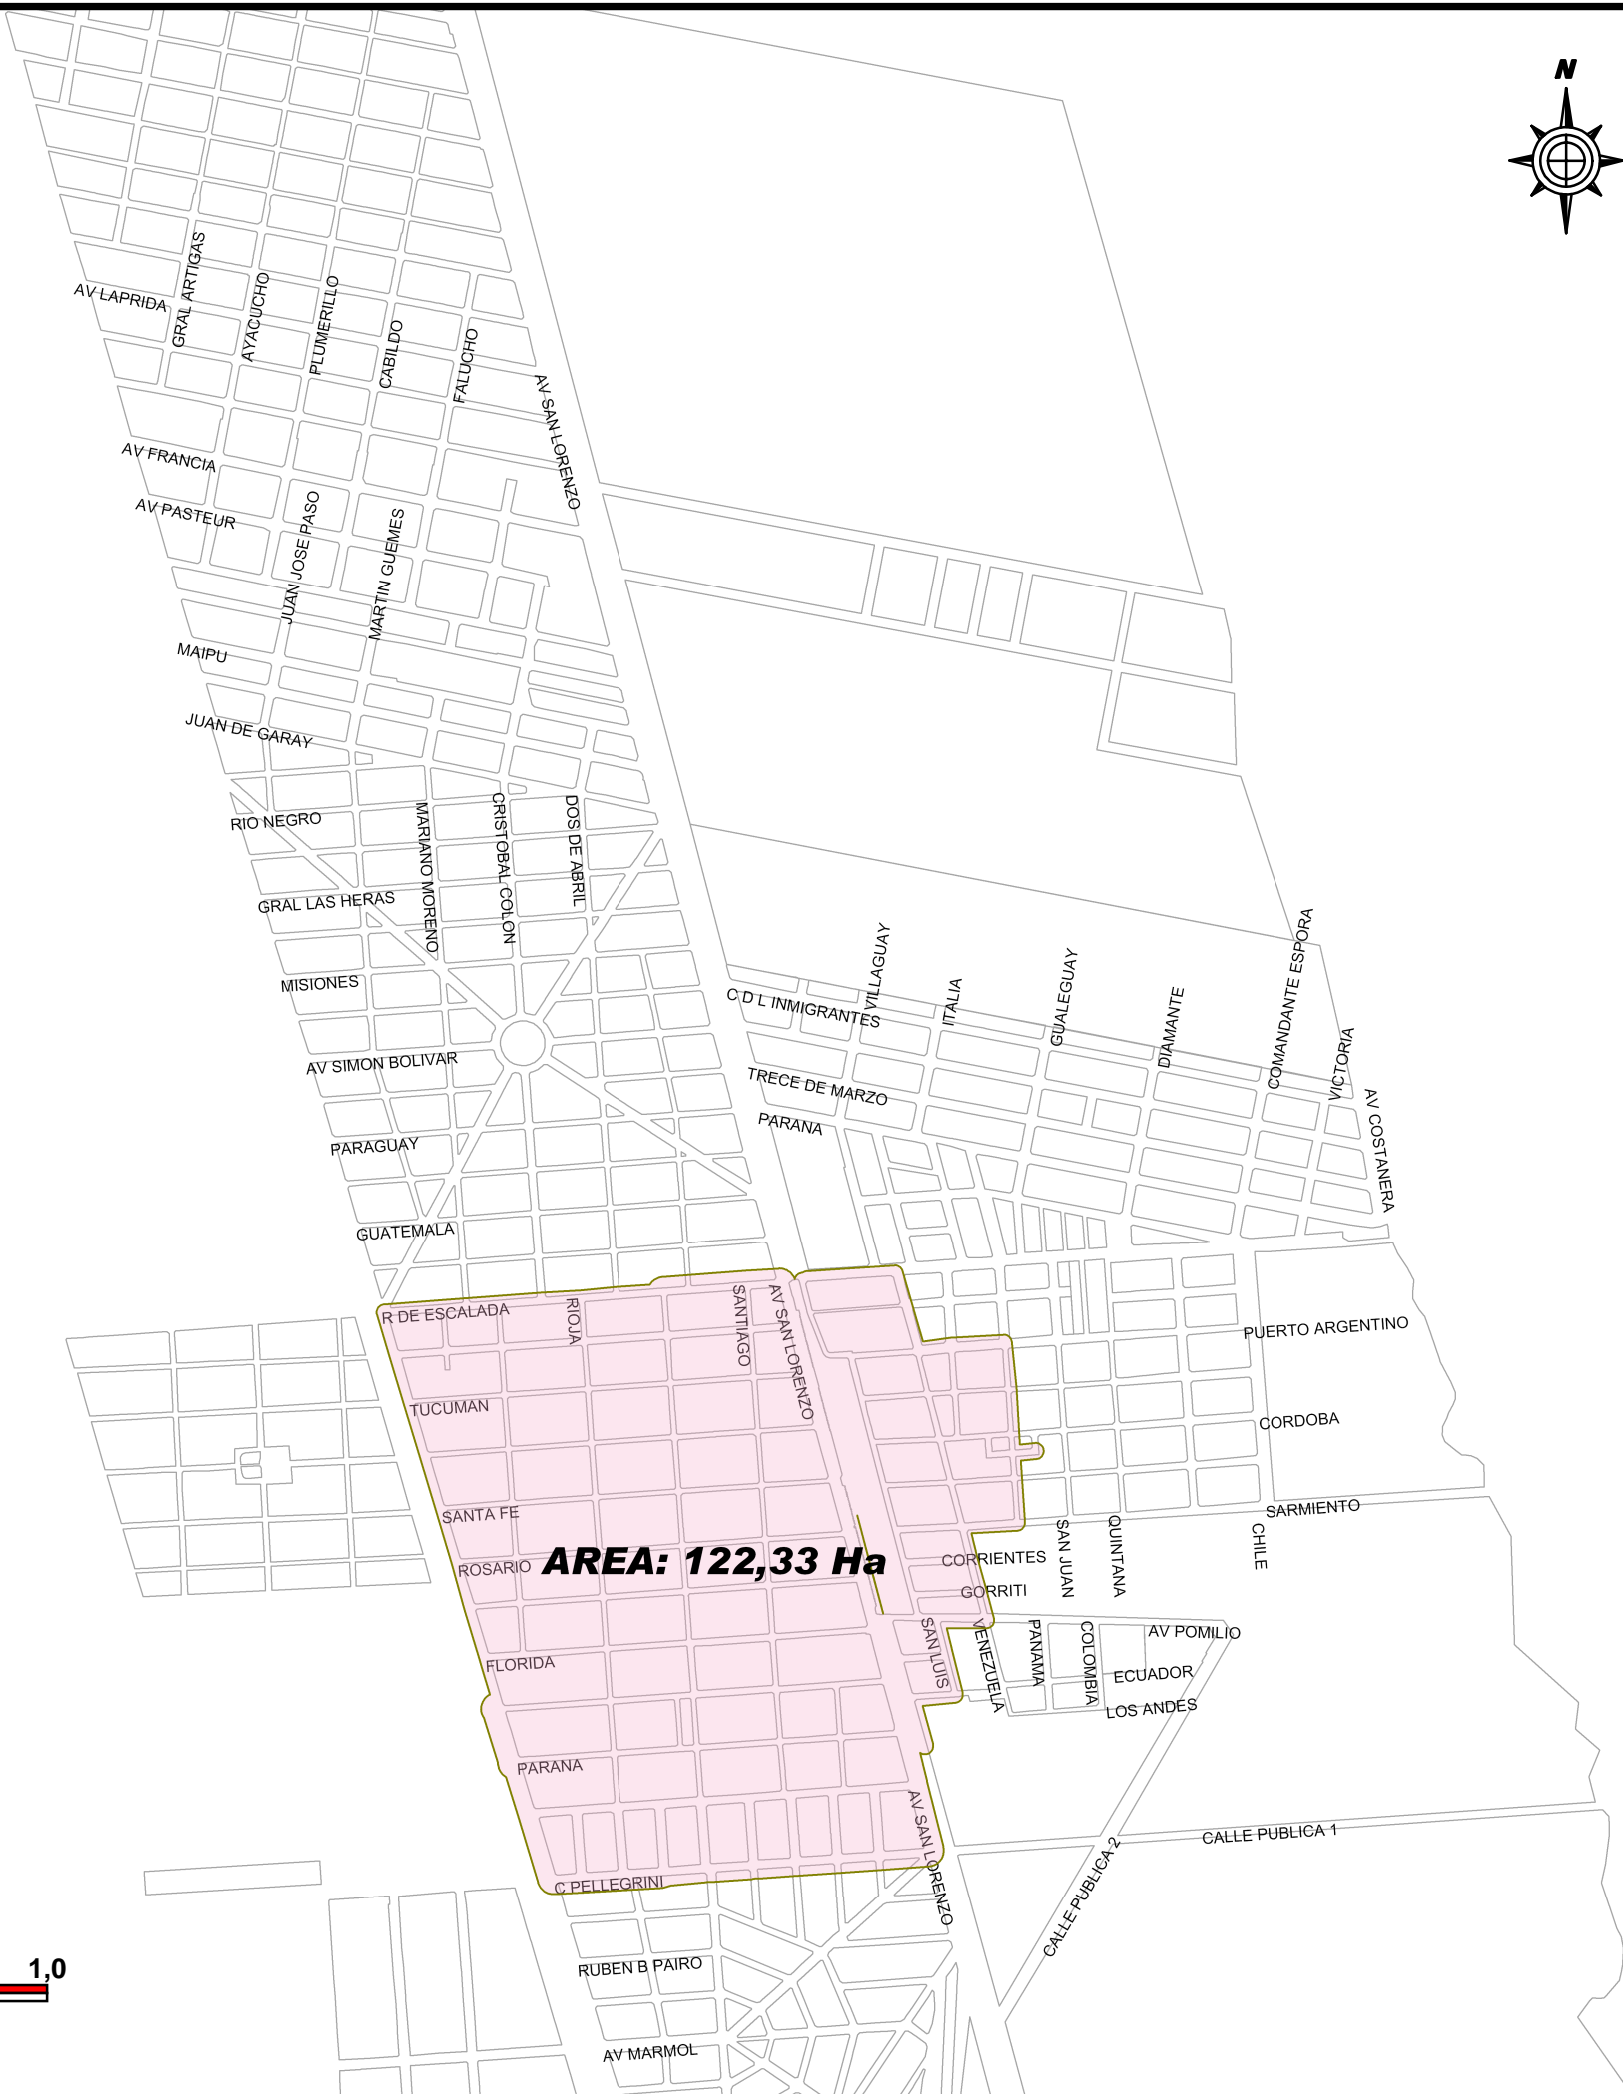 N
GRAL ARTIGAS
AYACUCHO
PLUMERILLO
CABILDO
FALUCHO
AV LAPRIDA
AV SAN LORENZO
AV FRANCIA
AV PASTEUR
JUAN JOSE PASO
MARTIN GUEMES
MAIPU
JUAN DE GARAY
RIO NEGRO
MARIANO MORENO
CRISTOBAL COLON
DOS DE ABRIL
GRAL LAS HERAS
MISIONES
VILLAGUAY
ITALIA
GUALEGUAY
DIAMANTE
COMANDANTE ESPORA
VICTORIA
AV COSTANERA
C D L INMIGRANTES
AV SIMON BOLIVAR
TRECE DE MARZO
PARANA
PARAGUAY
GUATEMALA
R DE ESCALADA
RIOJA
SANTIAGO
AV SAN LORENZO
PUERTO ARGENTINO
TUCUMAN
CORDOBA
SANTA FE
SARMIENTO
SAN JUAN
QUINTANA
CHILE
ROSARIO
AREA: 122,33 Ha
CORRIENTES
GORRITI
SAN LUIS
VENEZUELA
PANAMA
COLOMBIA
AV POMILIO
FLORIDA
ECUADOR
LOS ANDES
PARANA
AV SAN LORENZO
CALLE PUBLICA 1
CALLE PUBLICA 2
C PELLEGRINI
RUBEN B PAIRO
1,0
AV MARMOL